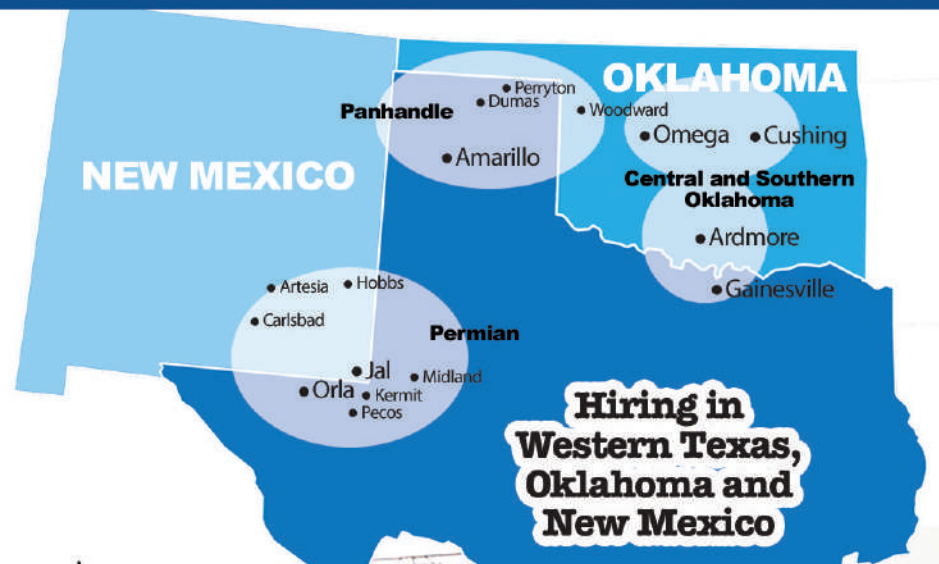 OKLAHOMA
Perryton
Dumas
Panhandle
Woodward
Omega
Cushing
Amarillo
NEW MEXICO
Central and Southern
Oklahoma
Ardmore
Artesia
Hobbs
Gainesville
Carlsbad
Permian
Jal
Midland
Orla
Kermit
Pecos
Hiring in
Western Texas,
Oklahoma and
New Mexico